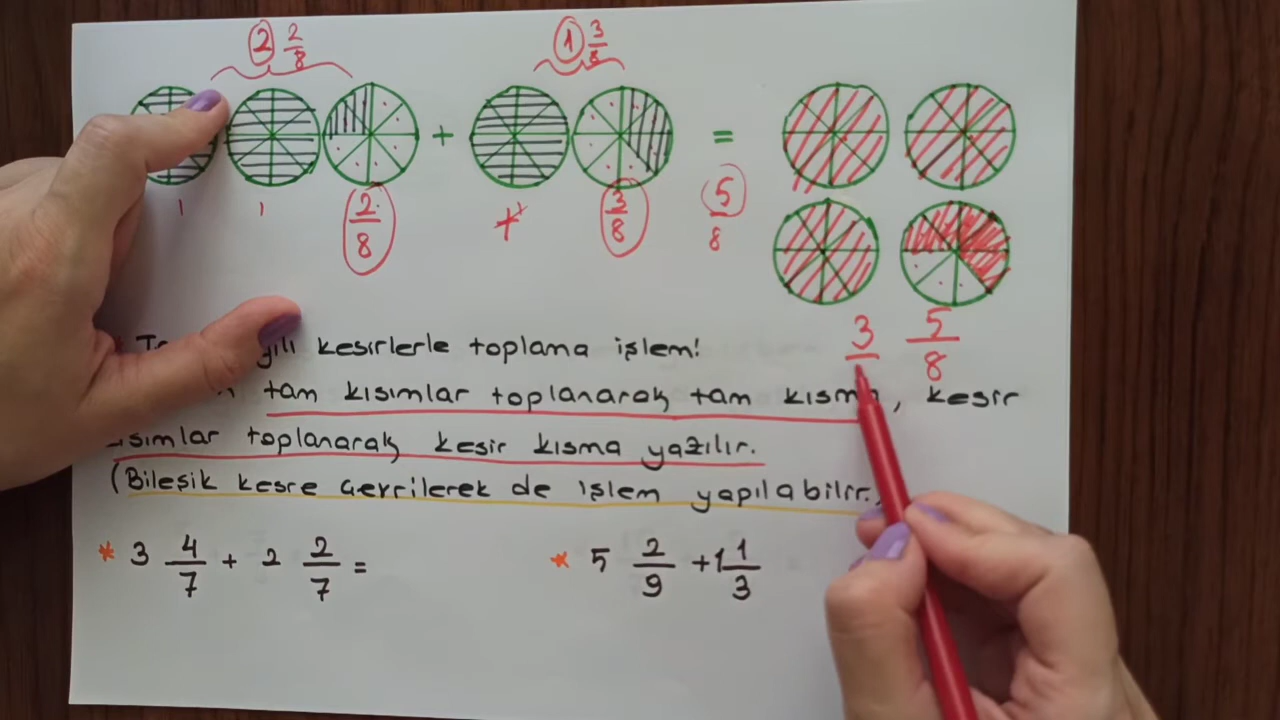 2 2/8 1 3/8
+ =
1 1 2/8 + 3/8 5/8
3 5/8
kesirlerle toplama işlemi
tam kısımlar toplanarak tam kısma, kesir
kısımlar toplanarak kesir kısma yazılır.
(Bileşik kesre çevrilerek de işlem yapılabilir.
* 3 4/7 + 2 2/7 = * 5 2/9 + 1 1/3